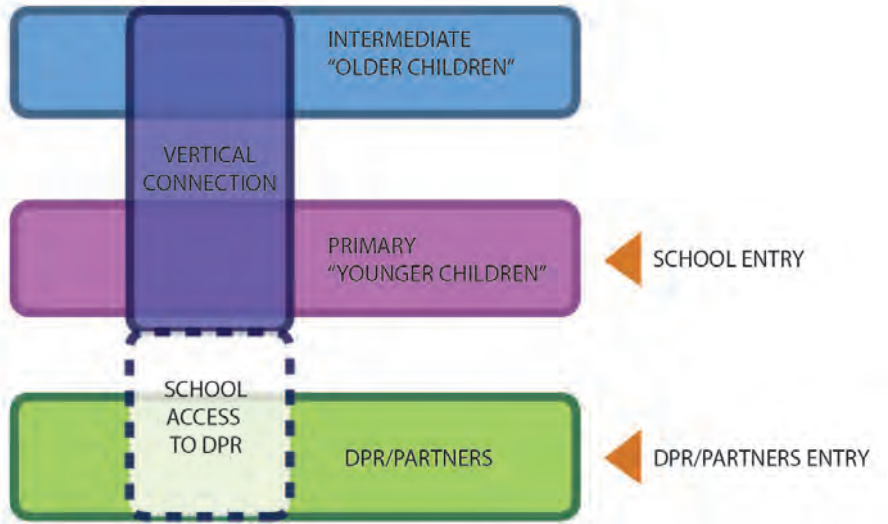 INTERMEDIATE
"OLDER CHILDREN"
VERTICAL
CONNECTION
PRIMARY
"YOUNGER CHILDREN"
SCHOOL ENTRY
SCHOOL
ACCESS
TO DPR
DPR/PARTNERS
DPR/PARTNERS ENTRY